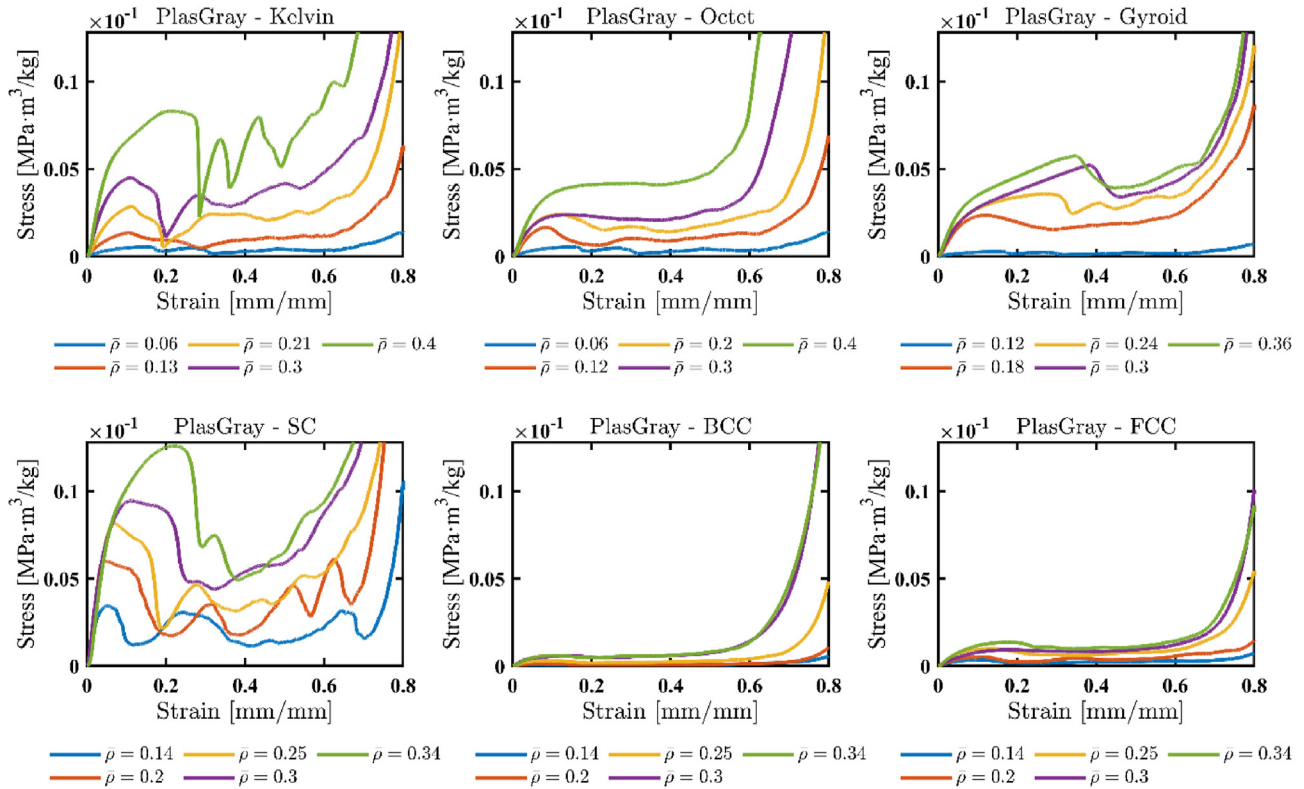 ×10⁻¹ PlasGray - Kelvin
Stress [MPa·m³/kg]
0.1
0.05
0
0 0.2 0.4 0.6 0.8
Strain [mm/mm]
ρ̄ = 0.06 ρ̄ = 0.21 ρ̄ = 0.4
ρ̄ = 0.13 ρ̄ = 0.3
×10⁻¹ PlasGray - Octet
Stress [MPa·m³/kg]
0.1
0.05
0
0 0.2 0.4 0.6 0.8
Strain [mm/mm]
ρ̄ = 0.06 ρ̄ = 0.2 ρ̄ = 0.4
ρ̄ = 0.12 ρ̄ = 0.3
×10⁻¹ PlasGray - Gyroid
Stress [MPa·m³/kg]
0.1
0.05
0
0 0.2 0.4 0.6 0.8
Strain [mm/mm]
ρ̄ = 0.12 ρ̄ = 0.24 ρ̄ = 0.36
ρ̄ = 0.18 ρ̄ = 0.3
×10⁻¹ PlasGray - SC
Stress [MPa·m³/kg]
0.1
0.05
0
0 0.2 0.4 0.6 0.8
Strain [mm/mm]
ρ̄ = 0.14 ρ̄ = 0.25 ρ̄ = 0.34
ρ̄ = 0.2 ρ̄ = 0.3
×10⁻¹ PlasGray - BCC
Stress [MPa·m³/kg]
0.1
0.05
0
0 0.2 0.4 0.6 0.8
Strain [mm/mm]
ρ̄ = 0.14 ρ̄ = 0.25 ρ̄ = 0.34
ρ̄ = 0.2 ρ̄ = 0.3
×10⁻¹ PlasGray - FCC
Stress [MPa·m³/kg]
0.1
0.05
0
0 0.2 0.4 0.6 0.8
Strain [mm/mm]
ρ̄ = 0.14 ρ̄ = 0.25 ρ̄ = 0.34
ρ̄ = 0.2 ρ̄ = 0.3